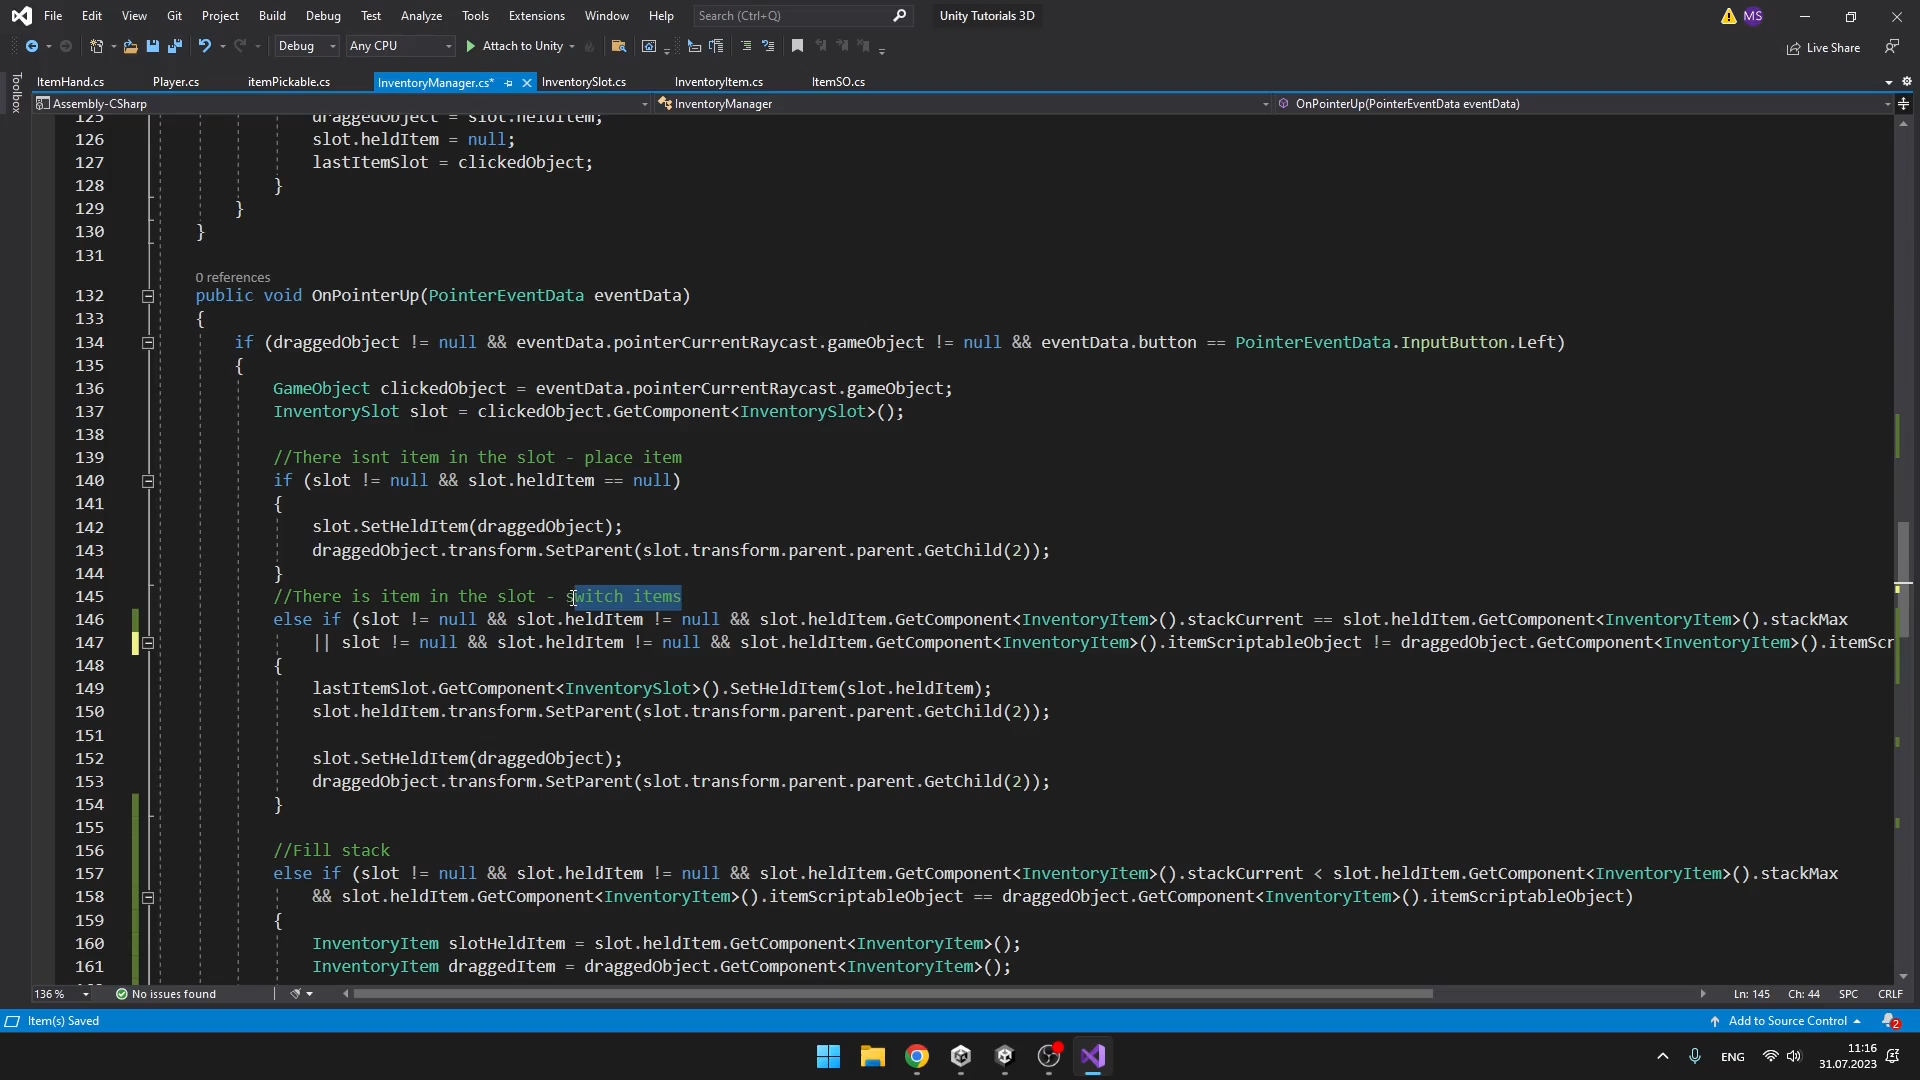 File Edit View Git Project Build Debug Test Analyze Tools Extensions Window Help Search (Ctrl+Q) Unity Tutorials 3D MS
Debug Any CPU Attach to Unity Live Share
ItemHand.cs Player.cs itemPickable.cs InventoryManager.cs* InventorySlot.cs InventoryItem.cs ItemSO.cs
Toolbox
Assembly-CSharp InventoryManager OnPointerUp(PointerEventData eventData)
125 draggedObject = slot.heldItem;
126 slot.heldItem = null;
127 lastItemSlot = clickedObject;
128 }
129 }
130 }
131
0 references
132 public void OnPointerUp(PointerEventData eventData)
133 {
134 if (draggedObject != null && eventData.pointerCurrentRaycast.gameObject != null && eventData.button == PointerEventData.InputButton.Left)
135 {
136 GameObject clickedObject = eventData.pointerCurrentRaycast.gameObject;
137 InventorySlot slot = clickedObject.GetComponent<InventorySlot>();
138
139 //There isnt item in the slot - place item
140 if (slot != null && slot.heldItem == null)
141 {
142 slot.SetHeldItem(draggedObject);
143 draggedObject.transform.SetParent(slot.transform.parent.parent.GetChild(2));
144 }
145 //There is item in the slot - switch items
146 else if (slot != null && slot.heldItem != null && slot.heldItem.GetComponent<InventoryItem>().stackCurrent == slot.heldItem.GetComponent<InventoryItem>().stackMax
147 || slot != null && slot.heldItem != null && slot.heldItem.GetComponent<InventoryItem>().itemScriptableObject != draggedObject.GetComponent<InventoryItem>().itemScr
148 {
149 lastItemSlot.GetComponent<InventorySlot>().SetHeldItem(slot.heldItem);
150 slot.heldItem.transform.SetParent(slot.transform.parent.parent.GetChild(2));
151
152 slot.SetHeldItem(draggedObject);
153 draggedObject.transform.SetParent(slot.transform.parent.parent.GetChild(2));
154 }
155
156 //Fill stack
157 else if (slot != null && slot.heldItem != null && slot.heldItem.GetComponent<InventoryItem>().stackCurrent < slot.heldItem.GetComponent<InventoryItem>().stackMax
158 && slot.heldItem.GetComponent<InventoryItem>().itemScriptableObject == draggedObject.GetComponent<InventoryItem>().itemScriptableObject)
159 {
160 InventoryItem slotHeldItem = slot.heldItem.GetComponent<InventoryItem>();
161 InventoryItem draggedItem = draggedObject.GetComponent<InventoryItem>();
136 % No issues found Ln: 145 Ch: 44 SPC CRLF
Item(s) Saved Add to Source Control 2
ENG 11:16
31.07.2023